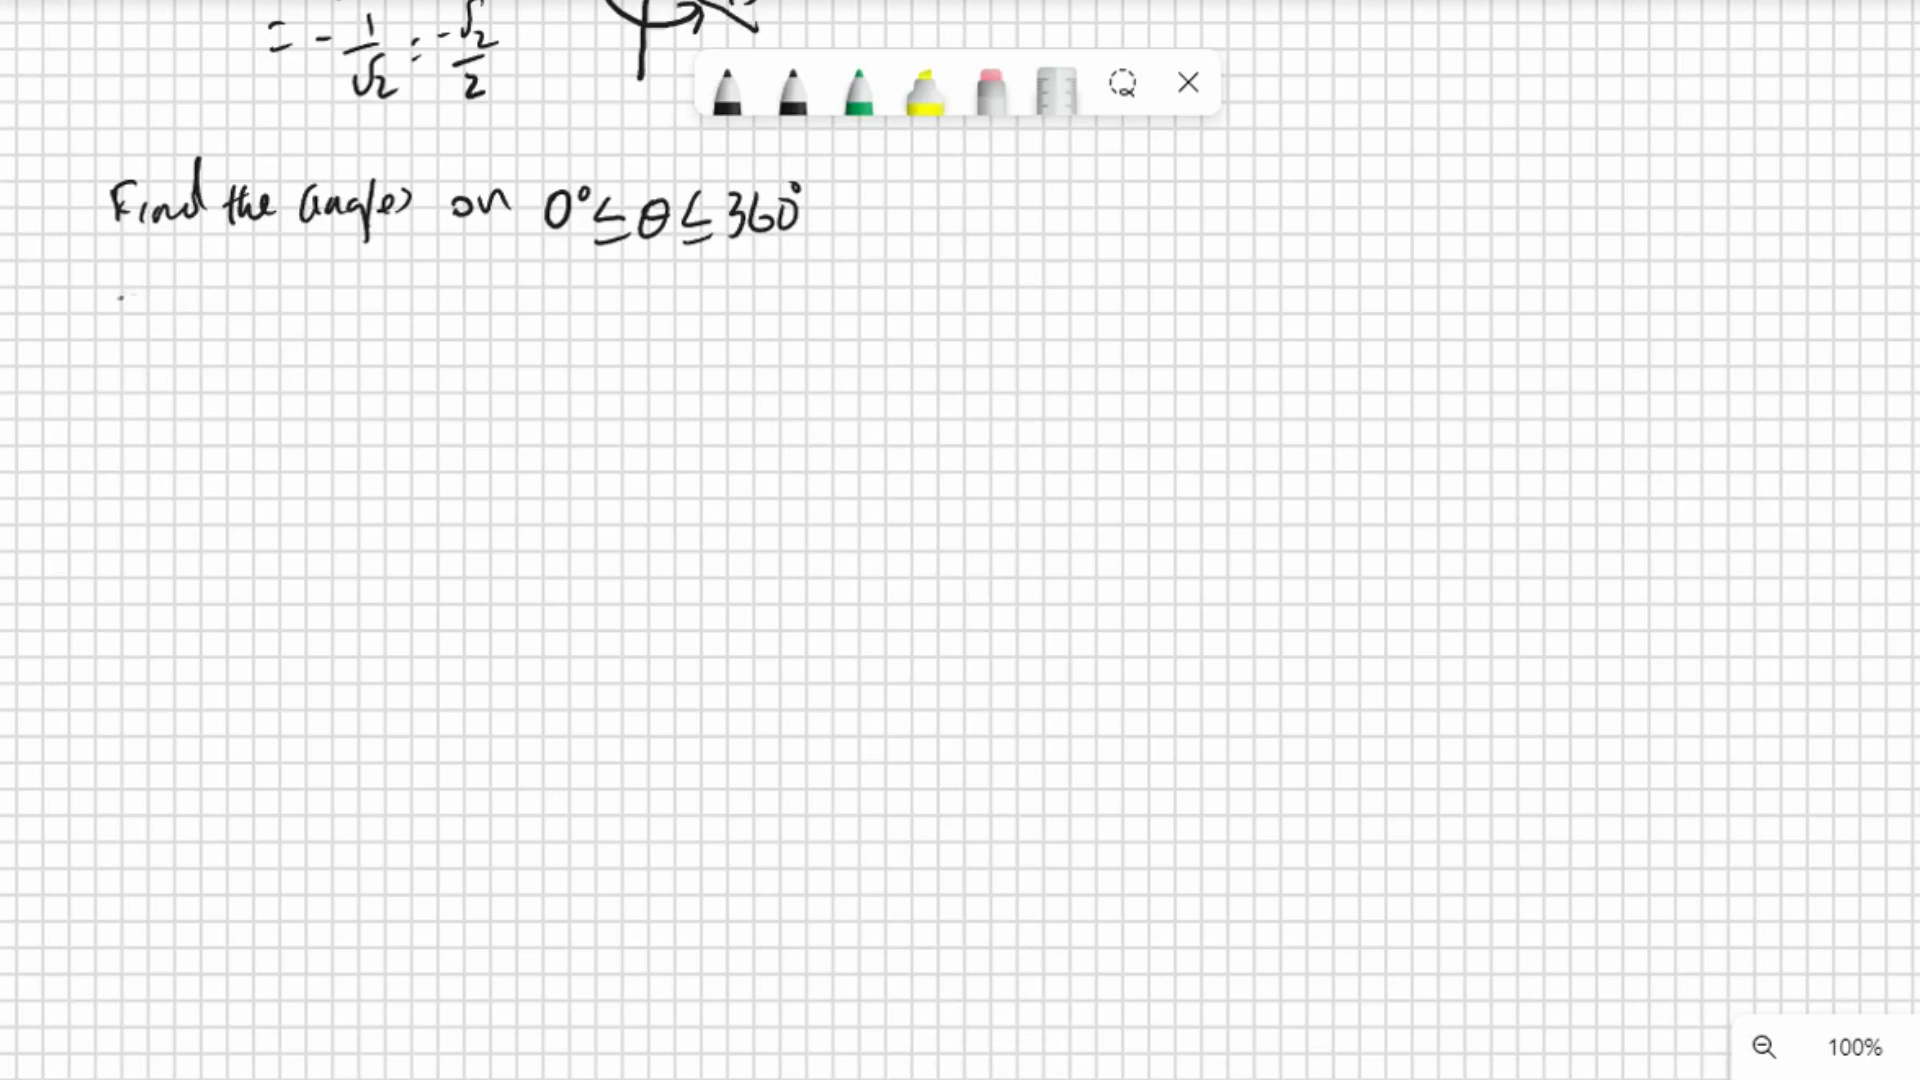 = - 1/√2 = -√2/2
Find the angles on 0° ≤ θ ≤ 360°
100%